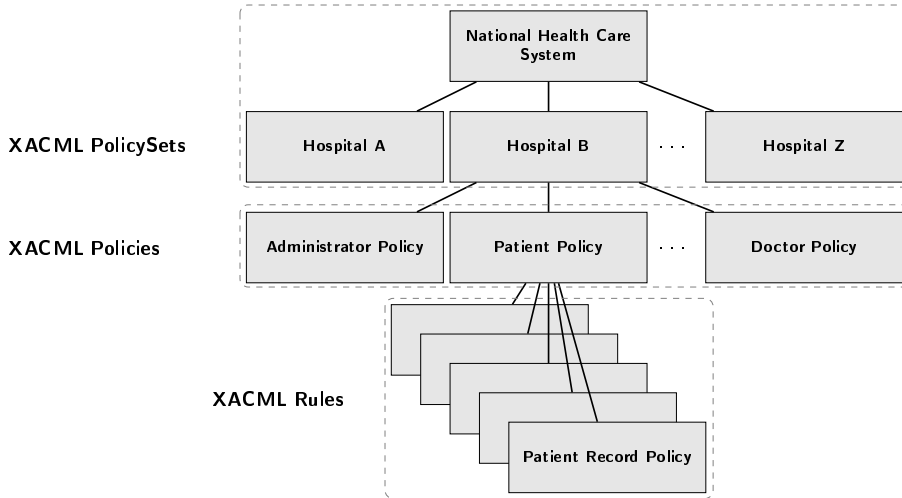 National Health Care
System
XACML PolicySets
Hospital A
Hospital B
. . .
Hospital Z
XACML Policies
Administrator Policy
Patient Policy
. . .
Doctor Policy
XACML Rules
Patient Record Policy